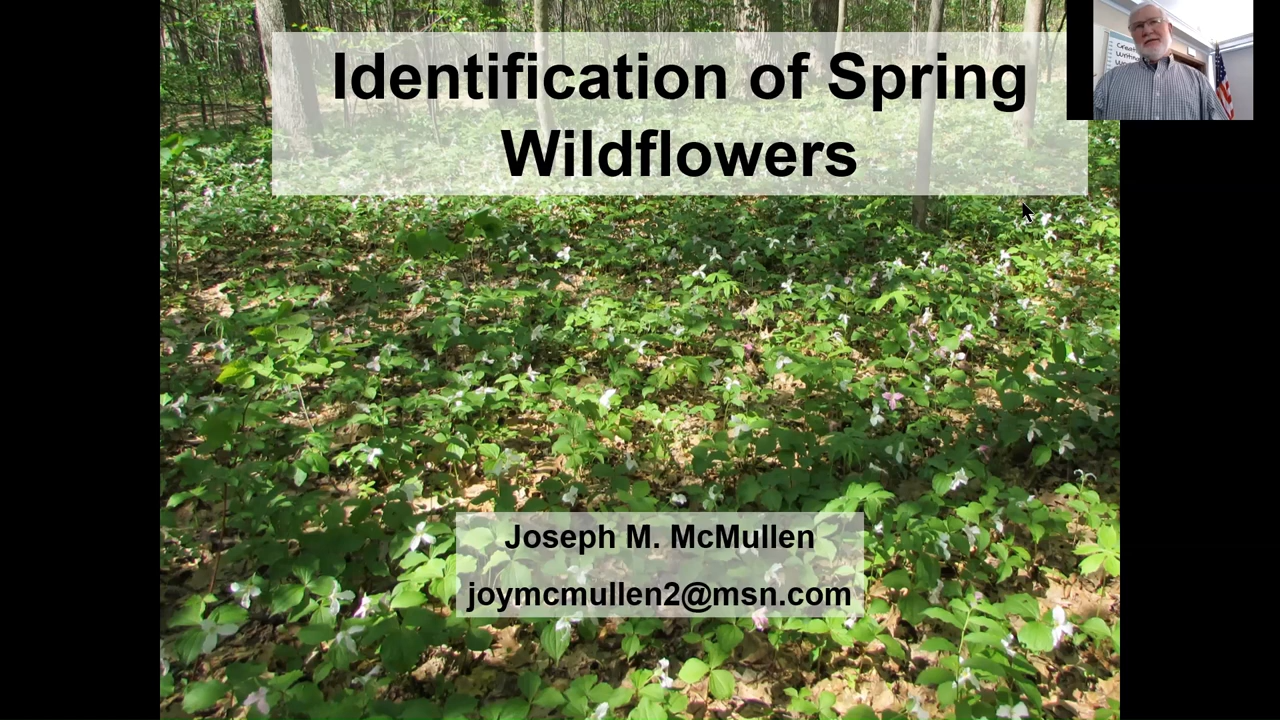 Identification of Spring
Wildflowers
Joseph M. McMullen
joymcmullen2@msn.com